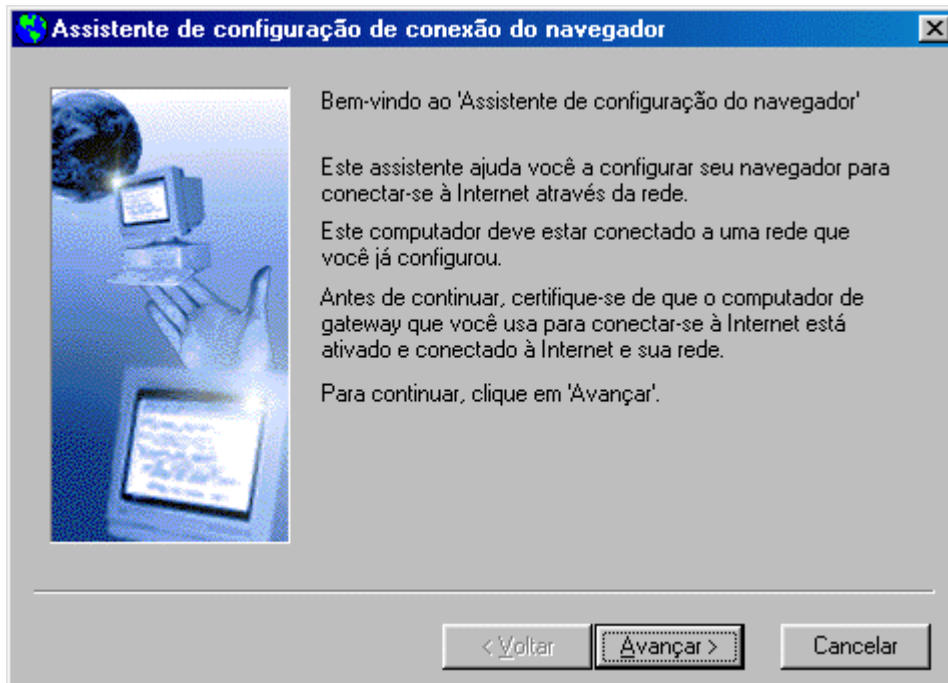 Assistente de configuração de conexão do navegador
Bem-vindo ao 'Assistente de configuração do navegador'
Este assistente ajuda você a configurar seu navegador para
conectar-se à Internet através da rede.
Este computador deve estar conectado a uma rede que
você já configurou.
Antes de continuar, certifique-se de que o computador de
gateway que você usa para conectar-se à Internet está
ativado e conectado à Internet e sua rede.
Para continuar, clique em 'Avançar'.
< Voltar
Avançar >
Cancelar